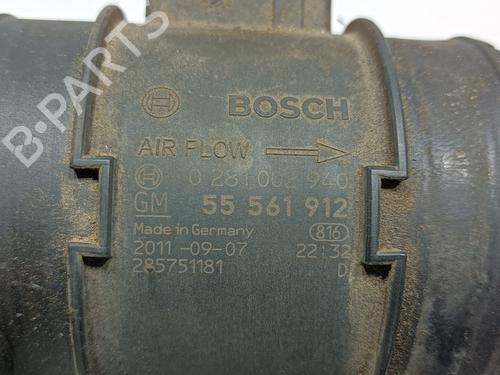 BOSCH
AIR FLOW
0 281 002 940
GM 55 561 912
Made in Germany 816
2011-09-07 22:32
285751181 D
B-PARTS